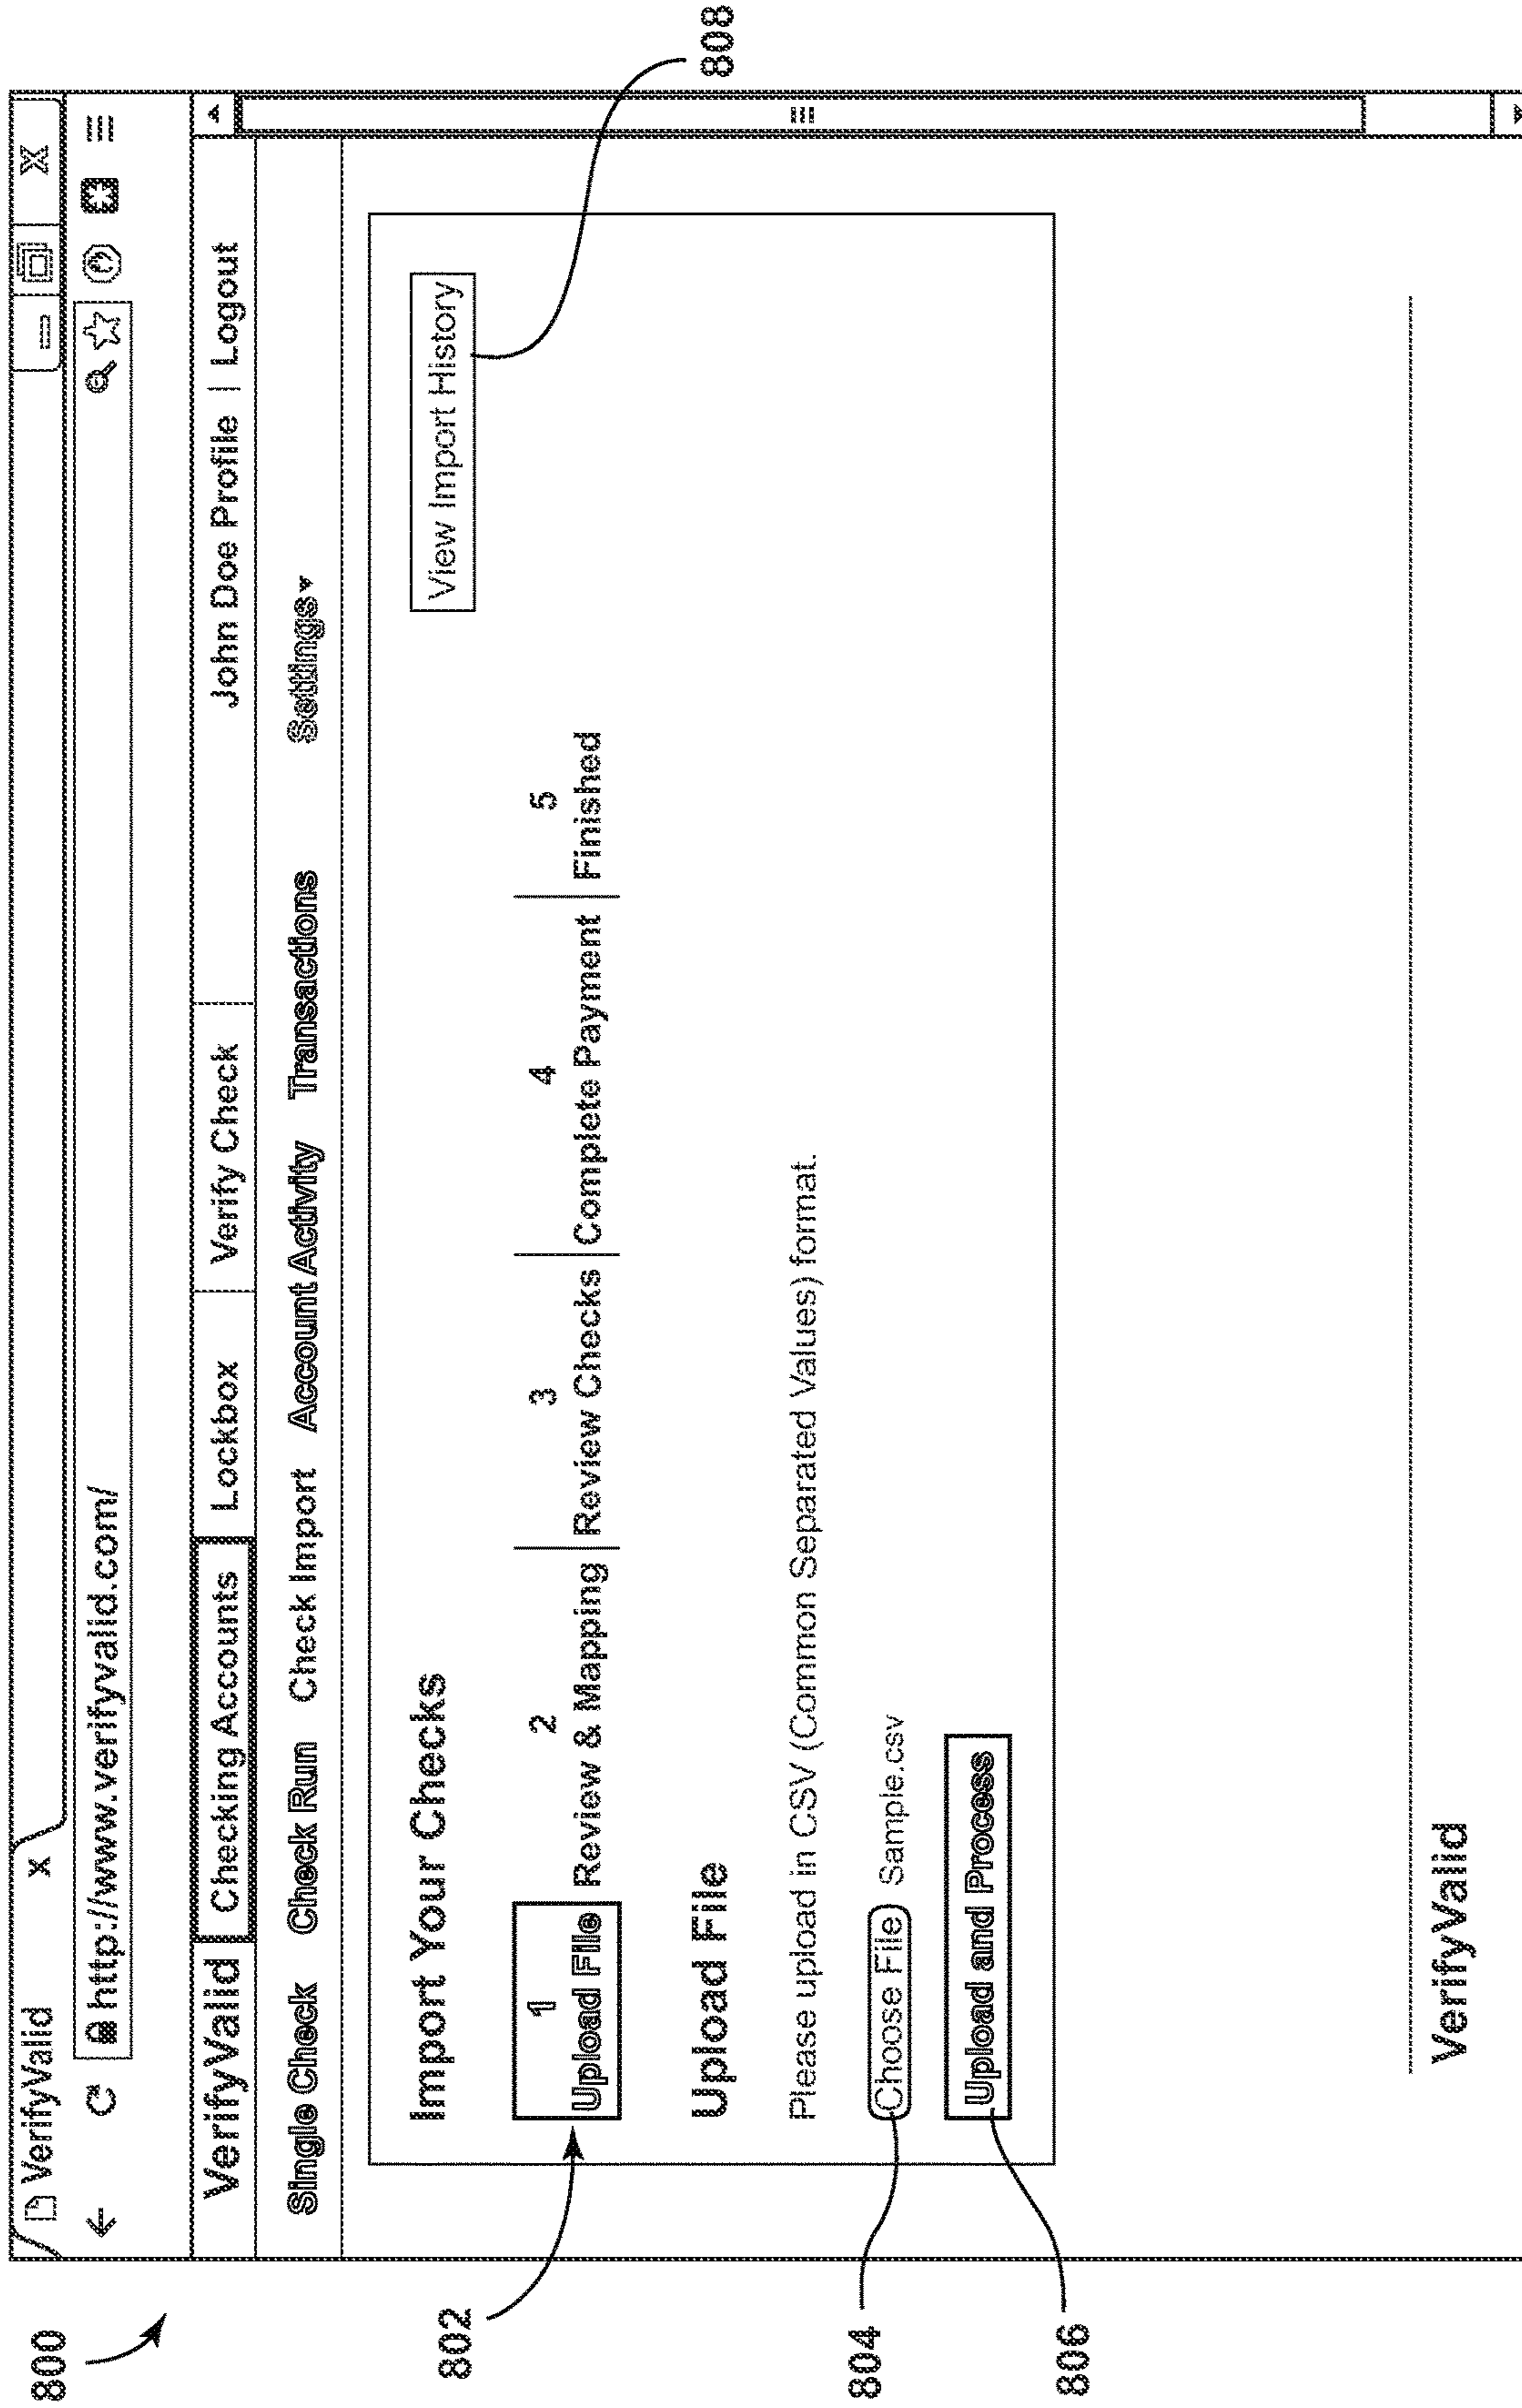 800
VerifyValid x
http://www.verifyvalid.com/
VerifyValid Checking Accounts Lockbox Verify Check John Doe Profile | Logout
Single Check Check Run Check Import Account Activity Transactions Settings
802
Import Your Checks
View Import History
808
1 2 3 4 5
Upload File Review & Mapping Review Checks Complete Payment Finished
Upload File
Please upload in CSV (Common Separated Values) format.
804
Choose File Sample.csv
806
Upload and Process
VerifyValid